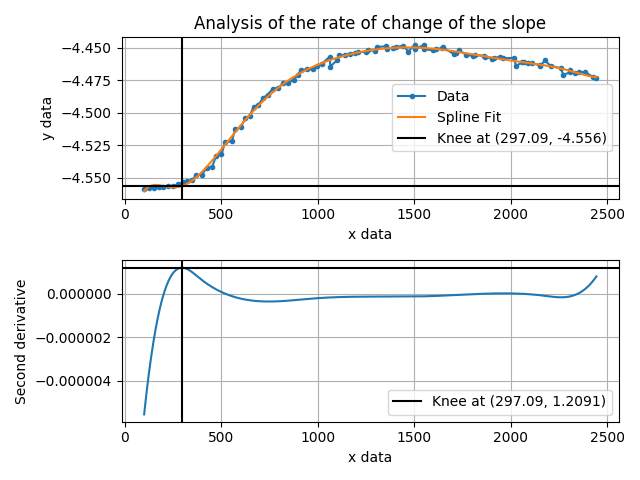 Analysis of the rate of change of the slope
−4.450
−4.475
−4.500
−4.525
−4.550
y data
Data
Spline Fit
Knee at (297.09, -4.556)
0 500 1000 1500 2000 2500
x data
0.000000
−0.000002
−0.000004
Second derivative
Knee at (297.09, 1.2091)
0 500 1000 1500 2000 2500
x data